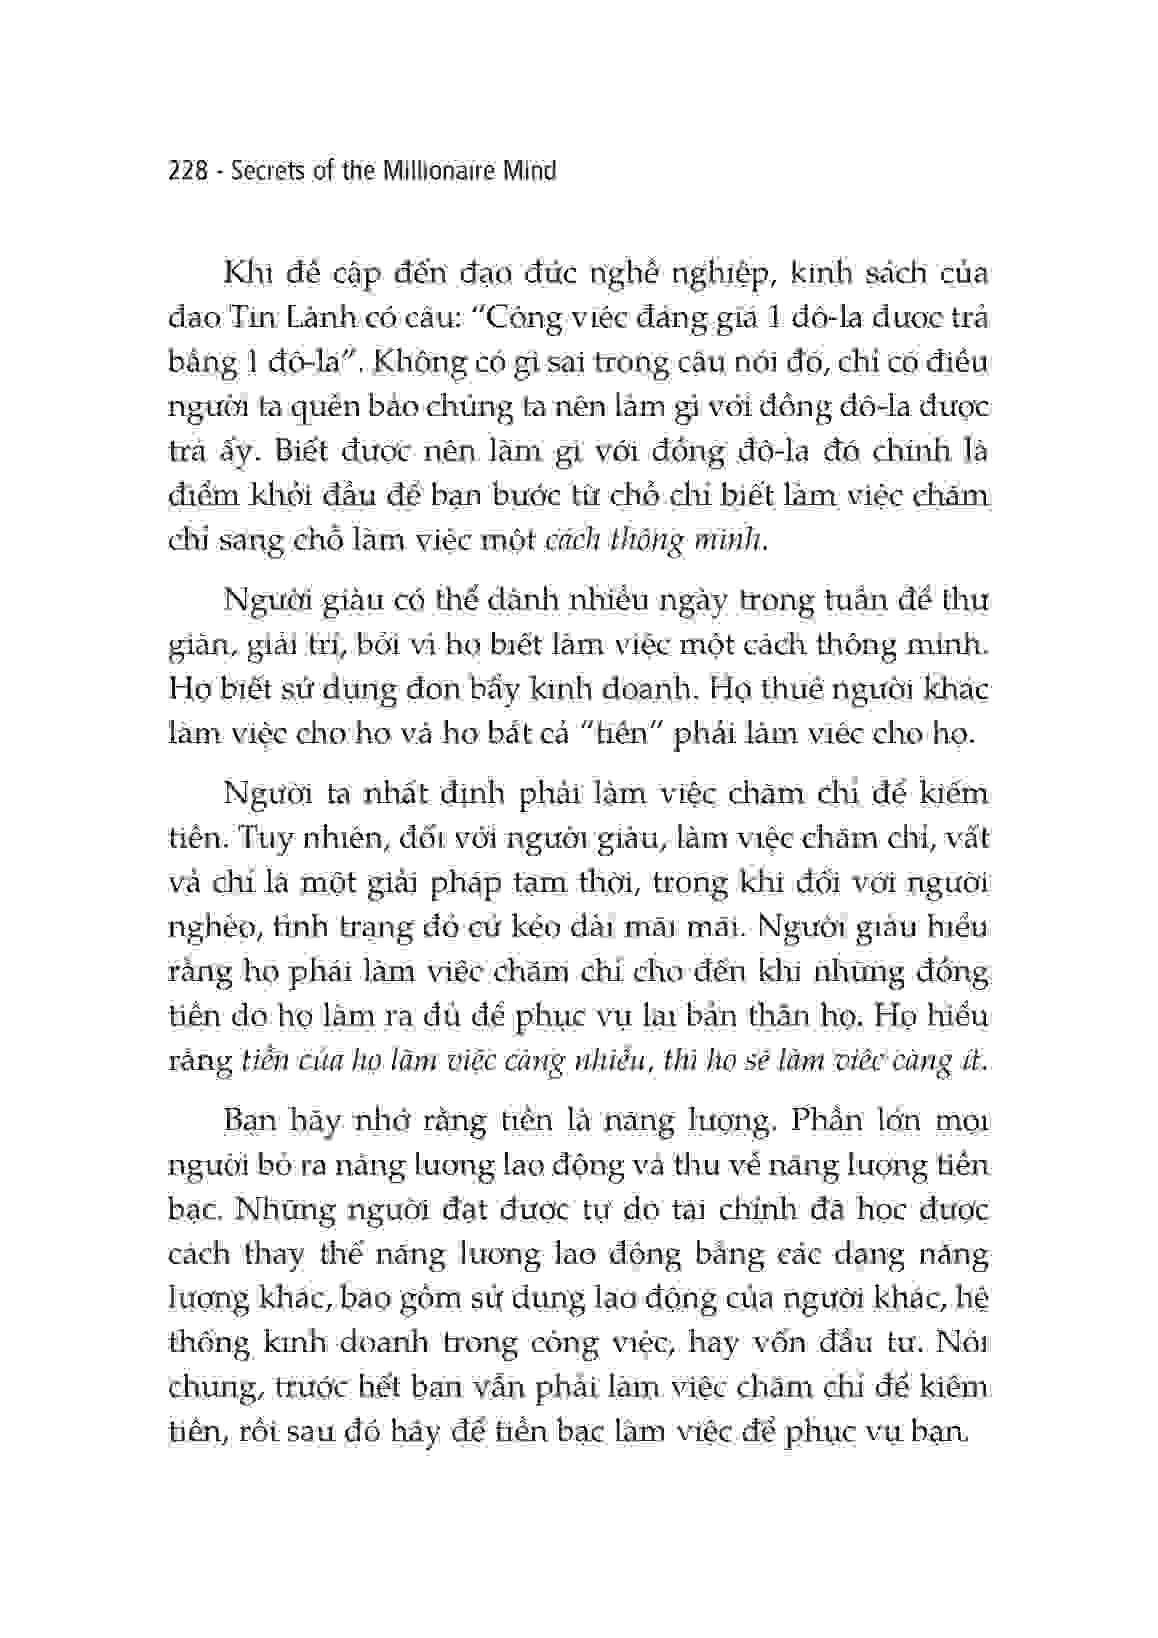 228 - Secrets of the Millionaire Mind
Khi đề cập đến đạo đức nghề nghiệp, kinh sách của
đạo Tin Lành có câu: “Công việc đáng giá 1 đô-la được trả
bằng 1 đô-la”. Không có gì sai trong câu nói đó, chỉ có điều
người ta quên bảo chúng ta nên làm gì với đồng đô-la được
trả ấy. Biết được nên làm gì với đồng đô-la đó chính là
điểm khởi đầu để bạn bước từ chỗ chỉ biết làm việc chăm
chỉ sang chỗ làm việc một cách thông minh.
Người giàu có thể dành nhiều ngày trong tuần để thư
giãn, giải trí, bởi vì họ biết làm việc một cách thông minh.
Họ biết sử dụng đòn bẩy kinh doanh. Họ thuê người khác
làm việc cho họ và họ bắt cả “tiền” phải làm việc cho họ.
Người ta nhất định phải làm việc chăm chỉ để kiếm
tiền. Tuy nhiên, đối với người giàu, làm việc chăm chỉ, vất
vả chỉ là một giải pháp tạm thời, trong khi đối với người
nghèo, tình trạng đó cứ kéo dài mãi mãi. Người giàu hiểu
rằng họ phải làm việc chăm chỉ cho đến khi những đồng
tiền do họ làm ra đủ để phục vụ lại bản thân họ. Họ hiểu
rằng tiền của họ làm việc càng nhiều, thì họ sẽ làm việc càng ít.
Bạn hãy nhớ rằng tiền là năng lượng. Phần lớn mọi
người bỏ ra năng lượng lao động và thu về năng lượng tiền
bạc. Những người đạt được tự do tài chính đã học được
cách thay thế năng lượng lao động bằng các dạng năng
lượng khác, bao gồm sử dụng lao động của người khác, hệ
thống kinh doanh trong công việc, hay vốn đầu tư. Nói
chung, trước hết bạn vẫn phải làm việc chăm chỉ để kiếm
tiền, rồi sau đó hãy để tiền bạc làm việc để phục vụ bạn.